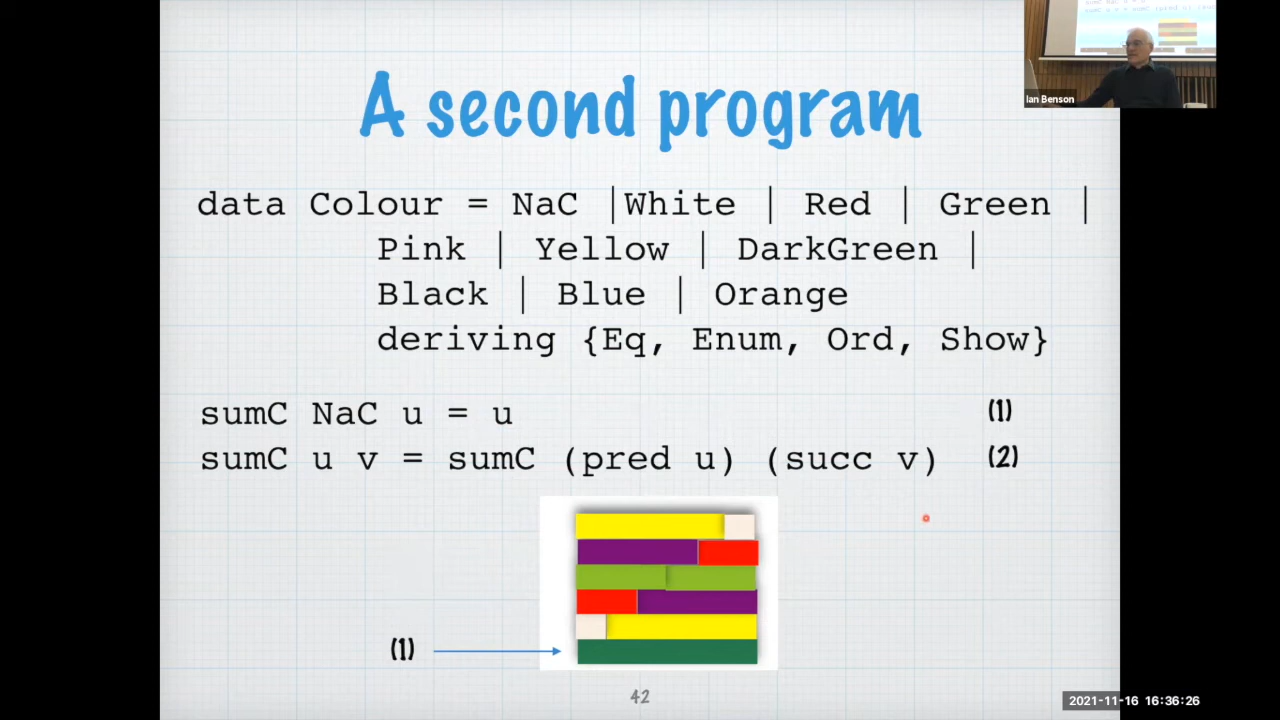 A second program
data Colour = NaC |White | Red | Green |
Pink | Yellow | DarkGreen |
Black | Blue | Orange
deriving {Eq, Enum, Ord, Show}
sumC NaC u = u (1)
sumC u v = sumC (pred u) (succ v) (2)
(1)
42
Ian Benson
2021-11-16 16:36:26